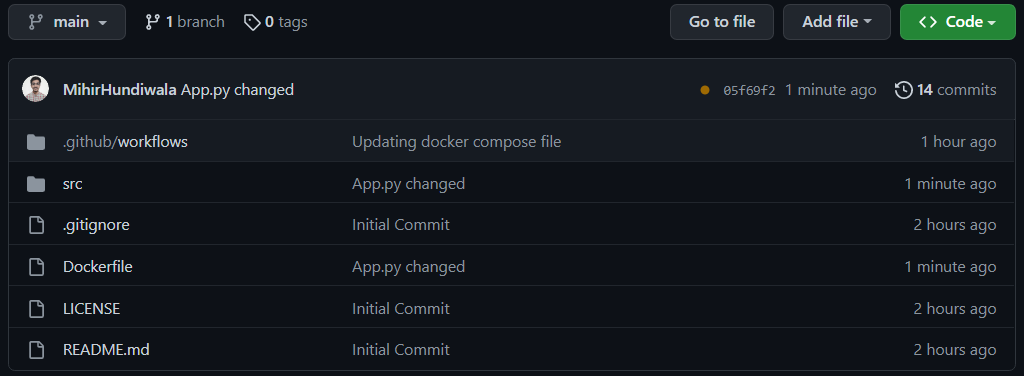 main 1 branch 0 tags Go to file Add file Code
MihirHundiwala App.py changed 05f69f2 1 minute ago 14 commits
.github/workflows Updating docker compose file 1 hour ago
src App.py changed 1 minute ago
.gitignore Initial Commit 2 hours ago
Dockerfile App.py changed 1 minute ago
LICENSE Initial Commit 2 hours ago
README.md Initial Commit 2 hours ago